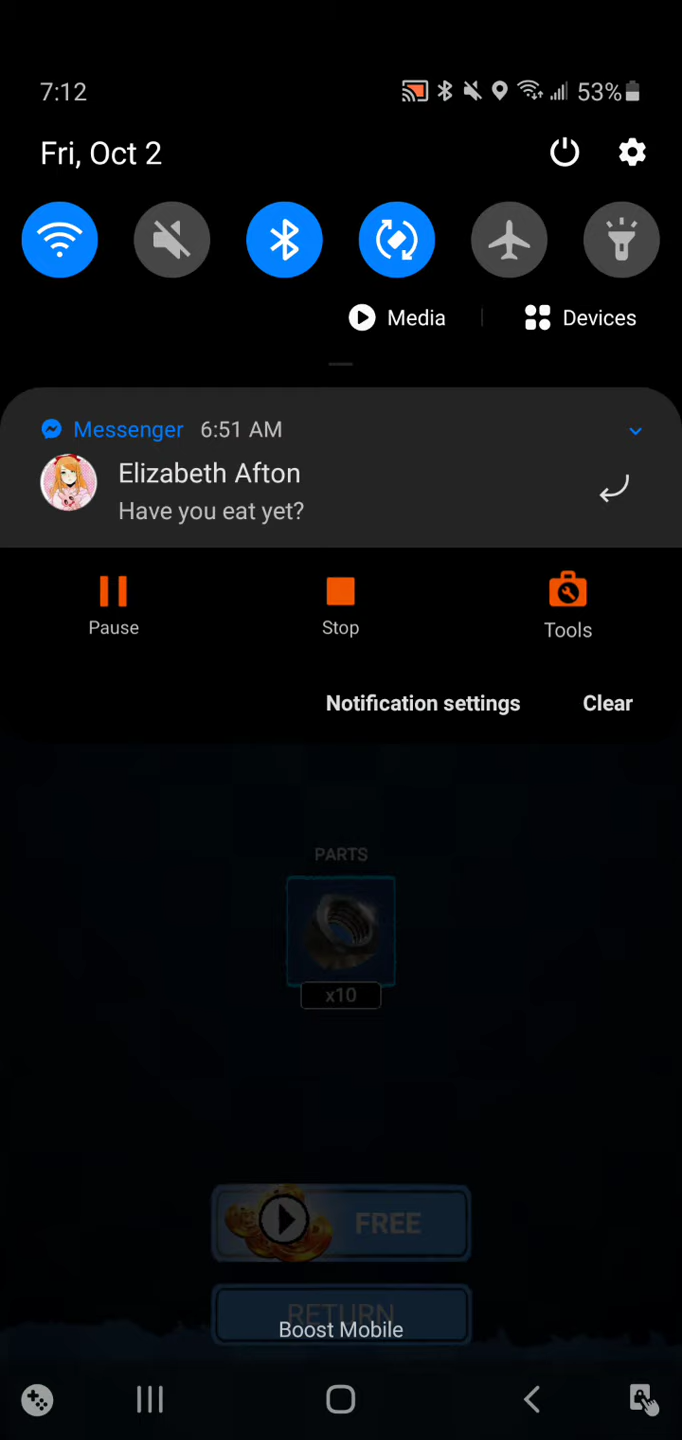 7:12 53%
Fri, Oct 2
Media Devices
Messenger 6:51 AM
Elizabeth Afton
Have you eat yet?
Pause Stop Tools
Notification settings Clear
PARTS
x10
FREE
RETURN
Boost Mobile